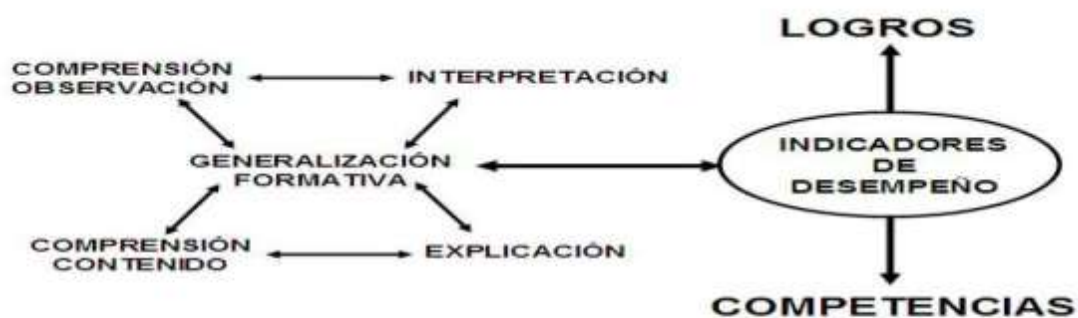 LOGROS
COMPRENSIÓN
OBSERVACIÓN
INTERPRETACIÓN
GENERALIZACIÓN
FORMATIVA
INDICADORES
DE
DESEMPEÑO
COMPRENSIÓN
CONTENIDO
EXPLICACIÓN
COMPETENCIAS